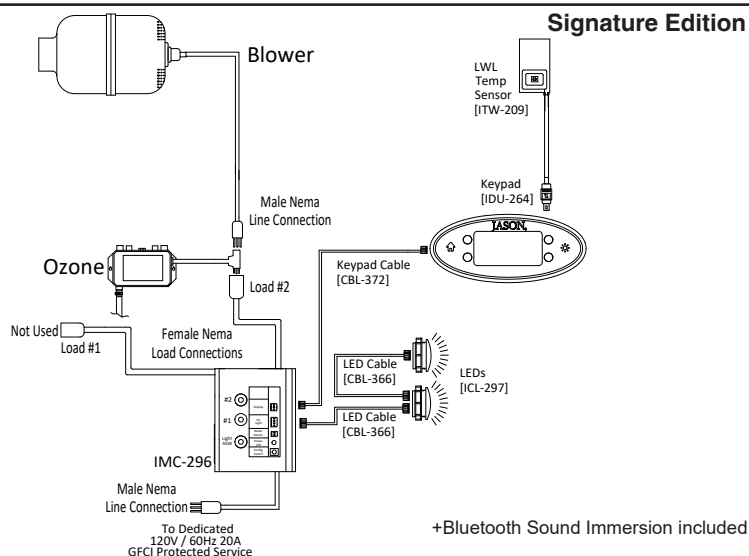 Signature Edition
Blower
LWL
Temp
Sensor
[ITW-209]
Keypad
[IDU-264]
Male Nema
Line Connection
JASON.
Ozone
Keypad Cable
[CBL-372]
Load #2
Not Used
Load #1
Female Nema
Load Connections
LED Cable
[CBL-366]
LEDs
[ICL-297]
LED Cable
[CBL-366]
#2
#1
Light
Display
IMC-296
Male Nema
Line Connection
To Dedicated
120V / 60Hz 20A
GFCI Protected Service
+Bluetooth Sound Immersion included